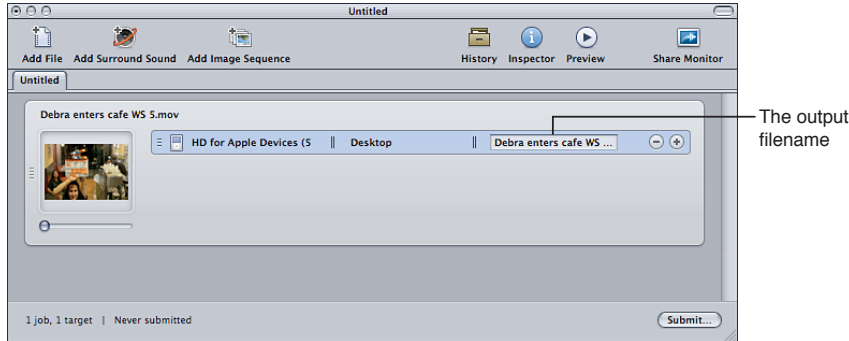 Untitled
Add File Add Surround Sound Add Image Sequence History Inspector Preview Share Monitor
Untitled
Debra enters cafe WS 5.mov
HD for Apple Devices (5 Desktop Debra enters cafe WS ...
The output
filename
1 job, 1 target | Never submitted Submit...